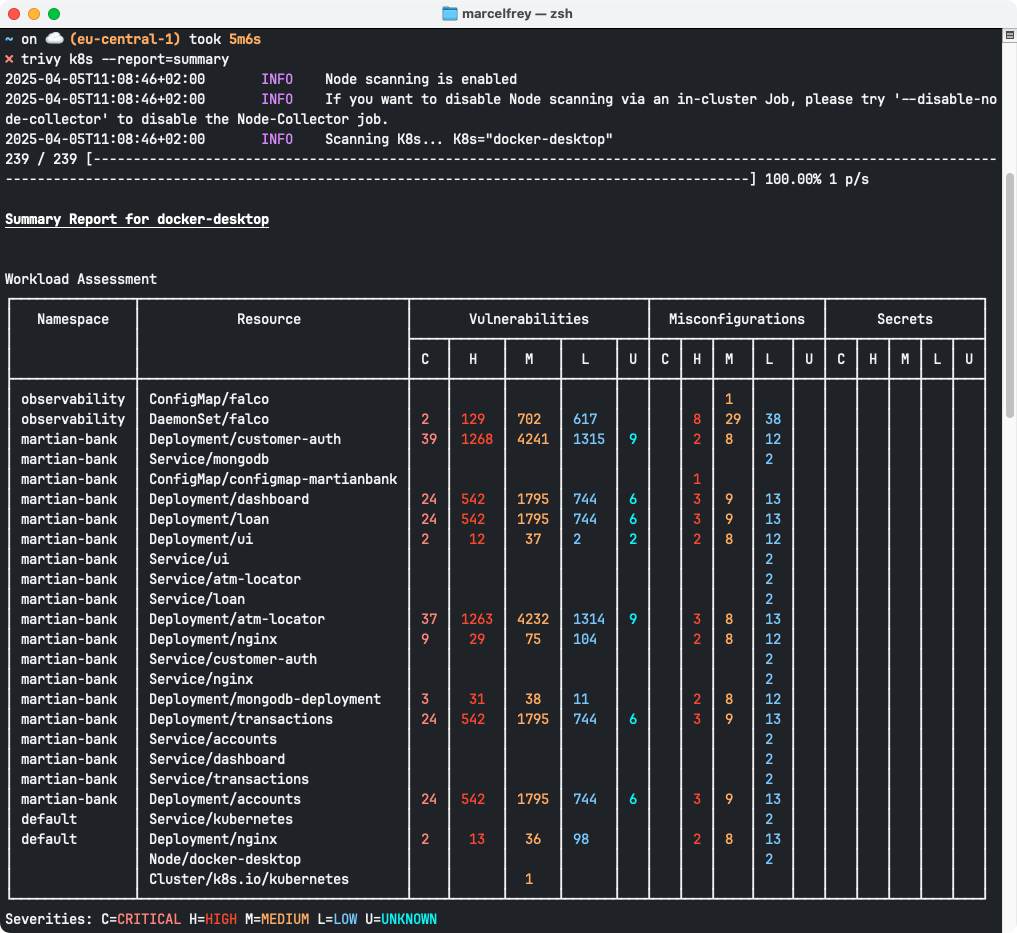 marcelfrey — zsh
~ on ☁️ (eu-central-1) took 5m6s
× trivy k8s --report=summary
2025-04-05T11:08:46+02:00 INFO Node scanning is enabled
2025-04-05T11:08:46+02:00 INFO If you want to disable Node scanning via an in-cluster Job, please try '--disable-no
de-collector' to disable the Node-Collector job.
2025-04-05T11:08:46+02:00 INFO Scanning K8s... K8s="docker-desktop"
239 / 239 [-----------------------------------------------------------------------------------------------------------------
---------------------------------------------------------------------------------------------] 100.00% 1 p/s
Summary Report for docker-desktop
Workload Assessment
Namespace Resource Vulnerabilities Misconfigurations Secrets
C H M L U C H M L U C H M L U
observability ConfigMap/falco 1
observability DaemonSet/falco 2 129 702 617 8 29 38
martian-bank Deployment/customer-auth 39 1268 4241 1315 9 2 8 12
martian-bank Service/mongodb 2
martian-bank ConfigMap/configmap-martianbank 1
martian-bank Deployment/dashboard 24 542 1795 744 6 3 9 13
martian-bank Deployment/loan 24 542 1795 744 6 3 9 13
martian-bank Deployment/ui 2 12 37 2 2 2 8 12
martian-bank Service/ui 2
martian-bank Service/atm-locator 2
martian-bank Service/loan 2
martian-bank Deployment/atm-locator 37 1263 4232 1314 9 3 8 13
martian-bank Deployment/nginx 9 29 75 104 2 8 12
martian-bank Service/customer-auth 2
martian-bank Service/nginx 2
martian-bank Deployment/mongodb-deployment 3 31 38 11 2 8 12
martian-bank Deployment/transactions 24 542 1795 744 6 3 9 13
martian-bank Service/accounts 2
martian-bank Service/dashboard 2
martian-bank Service/transactions 2
martian-bank Deployment/accounts 24 542 1795 744 6 3 9 13
default Service/kubernetes 2
default Deployment/nginx 2 13 36 98 2 8 13
Node/docker-desktop 2
Cluster/k8s.io/kubernetes 1
Severities: C=CRITICAL H=HIGH M=MEDIUM L=LOW U=UNKNOWN